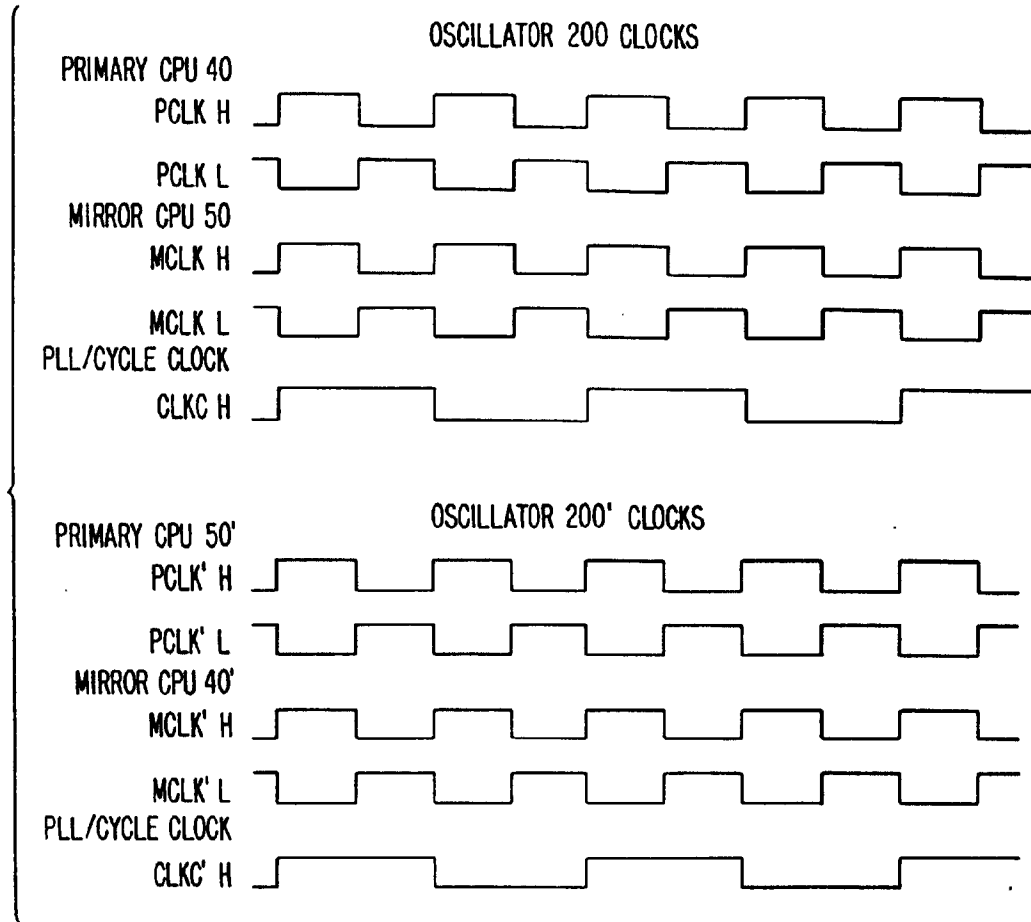 OSCILLATOR 200 CLOCKS
PRIMARY CPU 40
PCLK H
PCLK L
MIRROR CPU 50
MCLK H
MCLK L
PLL/CYCLE CLOCK
CLKC H
OSCILLATOR 200' CLOCKS
PRIMARY CPU 50'
PCLK' H
PCLK' L
MIRROR CPU 40'
MCLK' H
MCLK' L
PLL/CYCLE CLOCK
CLKC' H